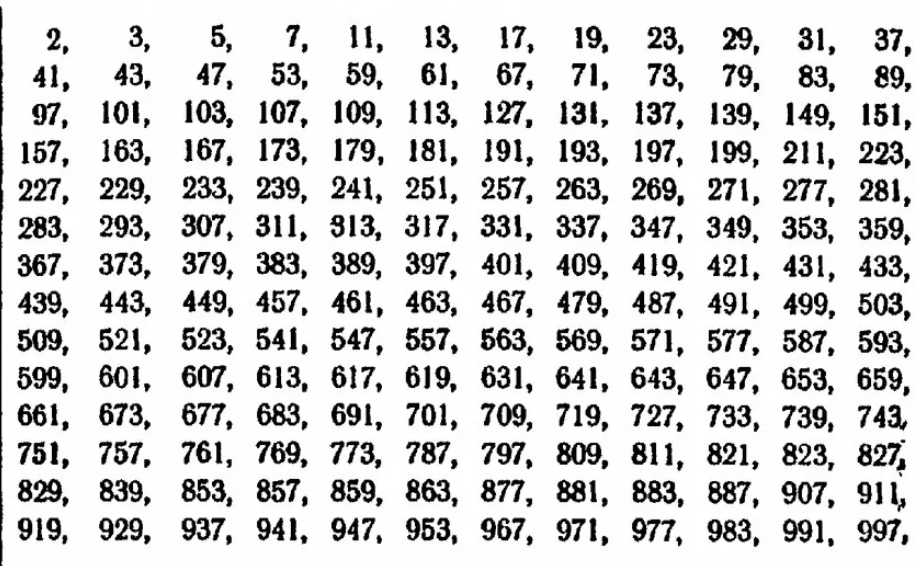 2, 3, 5, 7, 11, 13, 17, 19, 23, 29, 31, 37,
41, 43, 47, 53, 59, 61, 67, 71, 73, 79, 83, 89,
97, 101, 103, 107, 109, 113, 127, 131, 137, 139, 149, 151,
157, 163, 167, 173, 179, 181, 191, 193, 197, 199, 211, 223,
227, 229, 233, 239, 241, 251, 257, 263, 269, 271, 277, 281,
283, 293, 307, 311, 313, 317, 331, 337, 347, 349, 353, 359,
367, 373, 379, 383, 389, 397, 401, 409, 419, 421, 431, 433,
439, 443, 449, 457, 461, 463, 467, 479, 487, 491, 499, 503,
509, 521, 523, 541, 547, 557, 563, 569, 571, 577, 587, 593,
599, 601, 607, 613, 617, 619, 631, 641, 643, 647, 653, 659,
661, 673, 677, 683, 691, 701, 709, 719, 727, 733, 739, 743,
751, 757, 761, 769, 773, 787, 797, 809, 811, 821, 823, 827,
829, 839, 853, 857, 859, 863, 877, 881, 883, 887, 907, 911,
919, 929, 937, 941, 947, 953, 967, 971, 977, 983, 991, 997,